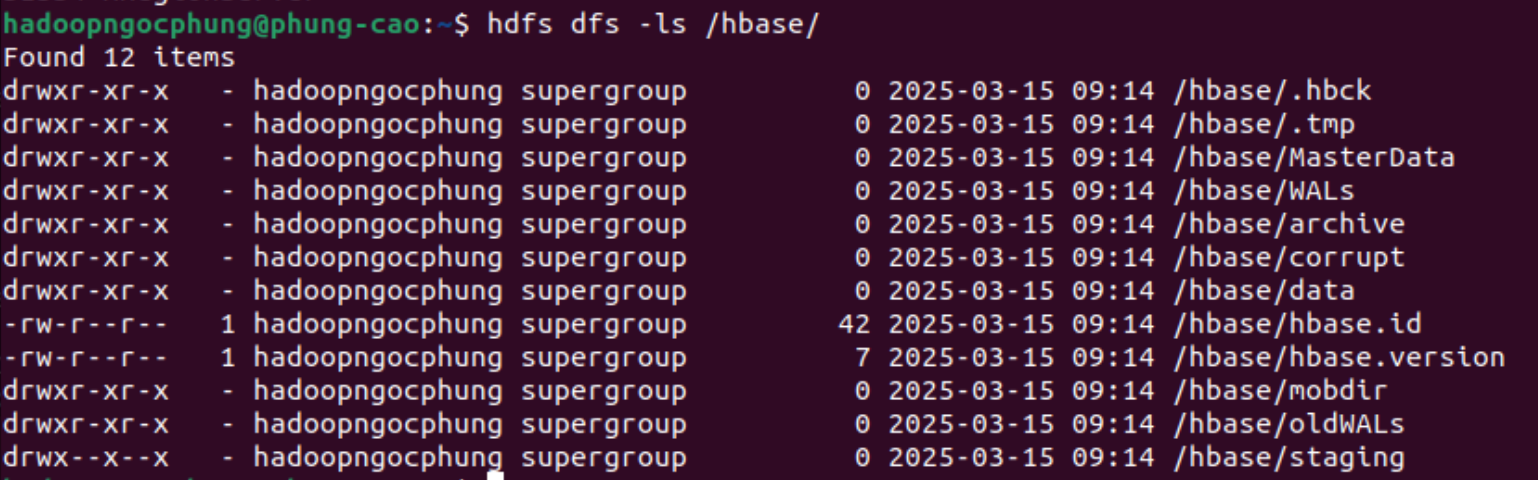 hadoopngocphung@phung-cao:~$ hdfs dfs -ls /hbase/
Found 12 items
drwxr-xr-x   - hadoopngocphung supergroup          0 2025-03-15 09:14 /hbase/.hbck
drwxr-xr-x   - hadoopngocphung supergroup          0 2025-03-15 09:14 /hbase/.tmp
drwxr-xr-x   - hadoopngocphung supergroup          0 2025-03-15 09:14 /hbase/MasterData
drwxr-xr-x   - hadoopngocphung supergroup          0 2025-03-15 09:14 /hbase/WALs
drwxr-xr-x   - hadoopngocphung supergroup          0 2025-03-15 09:14 /hbase/archive
drwxr-xr-x   - hadoopngocphung supergroup          0 2025-03-15 09:14 /hbase/corrupt
drwxr-xr-x   - hadoopngocphung supergroup          0 2025-03-15 09:14 /hbase/data
-rw-r--r--   1 hadoopngocphung supergroup         42 2025-03-15 09:14 /hbase/hbase.id
-rw-r--r--   1 hadoopngocphung supergroup          7 2025-03-15 09:14 /hbase/hbase.version
drwxr-xr-x   - hadoopngocphung supergroup          0 2025-03-15 09:14 /hbase/mobdir
drwxr-xr-x   - hadoopngocphung supergroup          0 2025-03-15 09:14 /hbase/oldWALs
drwx--x--x   - hadoopngocphung supergroup          0 2025-03-15 09:14 /hbase/staging